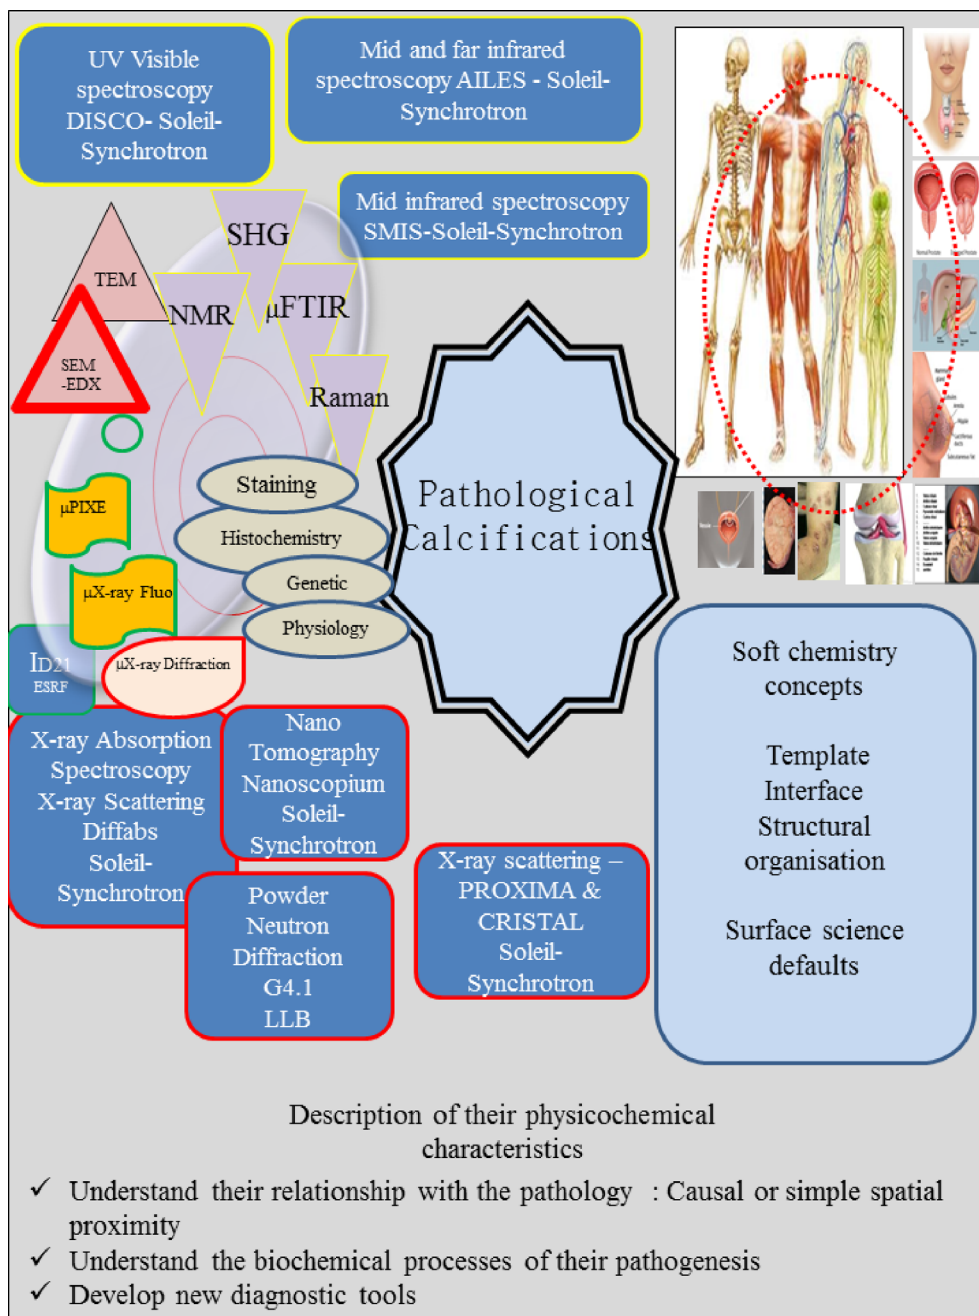 UV Visible
spectroscopy
DISCO- Soleil-
Synchrotron
Mid and far infrared
spectroscopy AILES - Soleil-
Synchrotron
Mid infrared spectroscopy
SMIS-Soleil-Synchrotron
SHG
TEM
NMR
μFTIR
SEM
-EDX
Raman
Staining
μPIXE
Histochemistry
Genetic
μX-ray Fluo
Physiology
ID21
ESRF
μX-ray Diffraction
Pathological
Calcifications
X-ray Absorption
Spectroscopy
X-ray Scattering
Diffabs
Soleil-
Synchrotron
Nano
Tomography
Nanoscopium
Soleil-
Synchrotron
Powder
Neutron
Diffraction
G4.1
LLB
X-ray scattering –
PROXIMA &
CRISTAL
Soleil-
Synchrotron
Soft chemistry
concepts
Template
Interface
Structural
organisation
Surface science
defaults
Description of their physicochemical
characteristics
✓ Understand their relationship with the pathology : Causal or simple spatial
proximity
✓ Understand the biochemical processes of their pathogenesis
✓ Develop new diagnostic tools